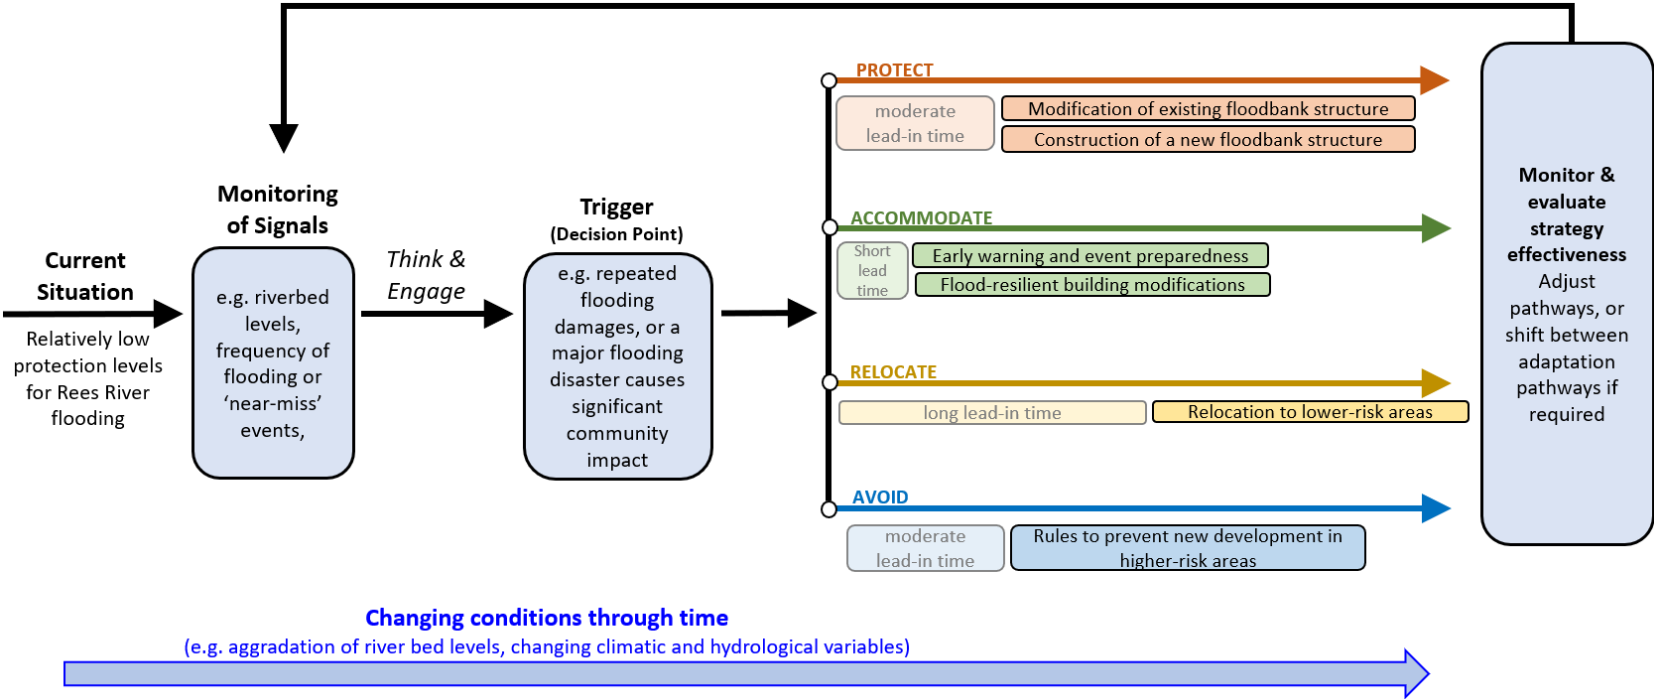 Current
Situation
Relatively low
protection levels
for Rees River
flooding
Monitoring
of Signals
e.g. riverbed
levels,
frequency of
flooding or
‘near-miss’
events,
Think &
Engage
Trigger
(Decision Point)
e.g. repeated
flooding
damages, or a
major flooding
disaster causes
significant
community
impact
PROTECT
moderate
lead-in time
Modification of existing floodbank structure
Construction of a new floodbank structure
ACCOMMODATE
Short
lead
time
Early warning and event preparedness
Flood-resilient building modifications
RELOCATE
long lead-in time
Relocation to lower-risk areas
AVOID
moderate
lead-in time
Rules to prevent new development in
higher-risk areas
Monitor &
evaluate
strategy
effectiveness
Adjust
pathways, or
shift between
adaptation
pathways if
required
Changing conditions through time
(e.g. aggradation of river bed levels, changing climatic and hydrological variables)